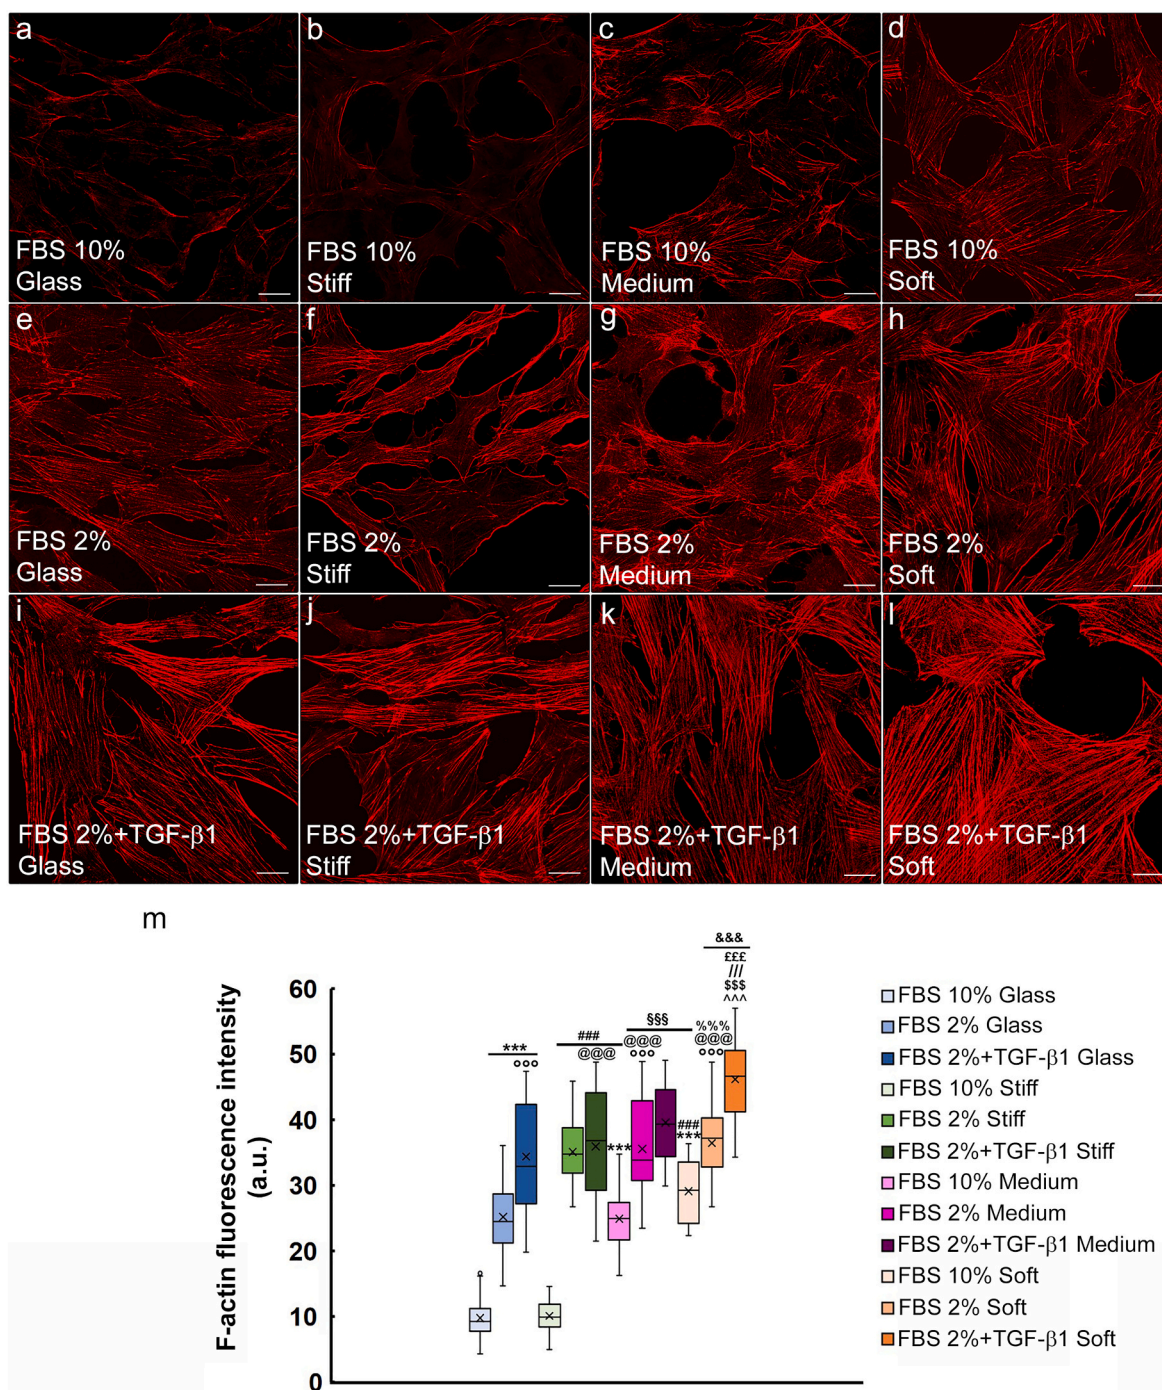 a
b
c
d
FBS 10%
Glass
FBS 10%
Stiff
FBS 10%
Medium
FBS 10%
Soft
e
f
g
h
FBS 2%
Glass
FBS 2%
Stiff
FBS 2%
Medium
FBS 2%
Soft
i
j
k
l
FBS 2%+TGF-β1
Glass
FBS 2%+TGF-β1
Stiff
FBS 2%+TGF-β1
Medium
FBS 2%+TGF-β1
Soft
m
F-actin fluorescence intensity
(a.u.)
60
50
40
30
20
10
0
***
°°°
###
@@@
***
§§§
@@@
°°°
###
***
%%%
@@@
°°°
&&&
£££
///
$$$
^^^
FBS 10% Glass
FBS 2% Glass
FBS 2%+TGF-β1 Glass
FBS 10% Stiff
FBS 2% Stiff
FBS 2%+TGF-β1 Stiff
FBS 10% Medium
FBS 2% Medium
FBS 2%+TGF-β1 Medium
FBS 10% Soft
FBS 2% Soft
FBS 2%+TGF-β1 Soft